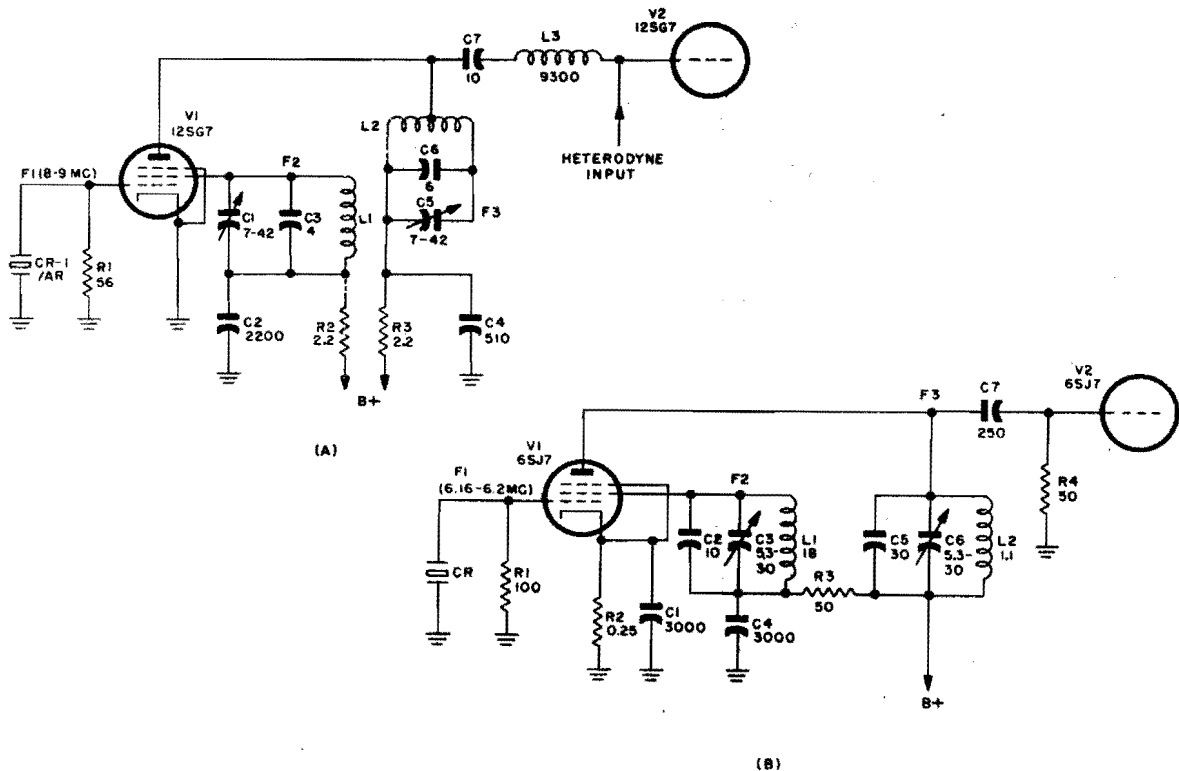 V2
12SG7
C7
10
L3
9300
HETERODYNE
INPUT
V1
12SG7
F1(8-9 MC)
CR-1
/AR
R1
56
F2
C1
7-42
C3
4
L1
C2
2200
R2
2.2
L2
C6
6
C5
7-42
F3
R3
2.2
C4
510
B+
(A)
V2
6SJ7
F3
C7
250
R4
50
V1
6SJ7
F1
(6.16-6.2MC)
CR
R1
100
R2
0.25
C1
3000
F2
C2
10
C3
5.3-
30
L1
18
C4
3000
R3
50
C5
30
C6
5.3-
30
L2
1.1
B+
(B)